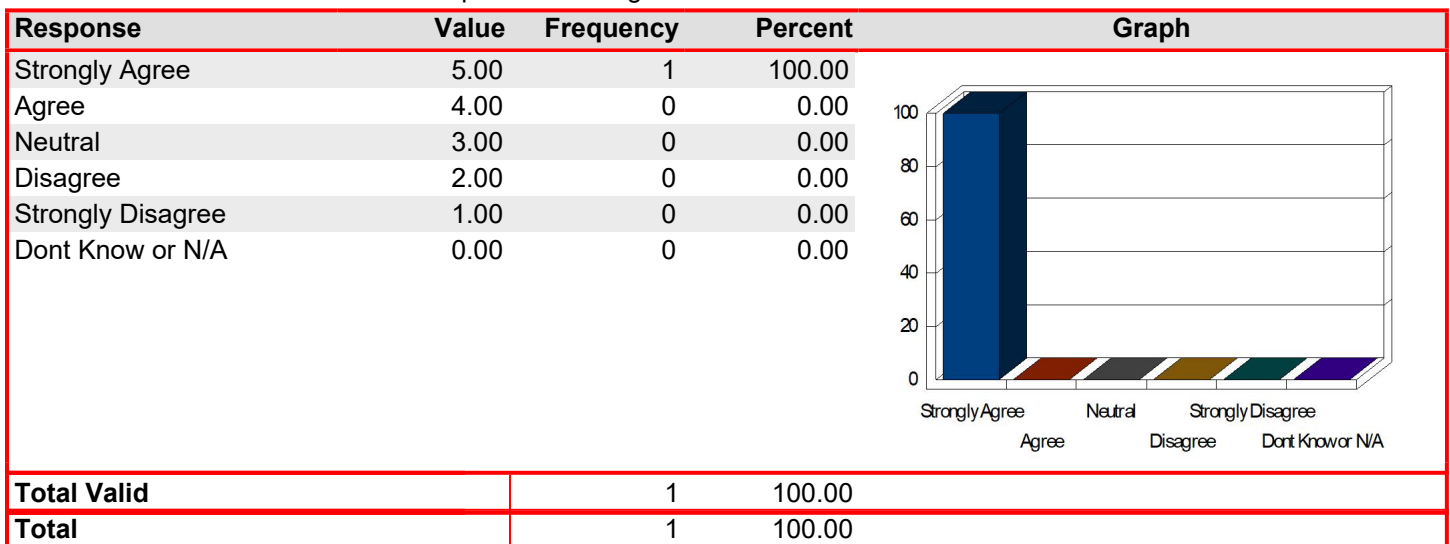 Response Value Frequency Percent Graph
Strongly Agree 5.00 1 100.00
Agree 4.00 0 0.00
Neutral 3.00 0 0.00
Disagree 2.00 0 0.00
Strongly Disagree 1.00 0 0.00
Dont Know or N/A 0.00 0 0.00
100
80
60
40
20
0
Strongly Agree Neutral Strongly Disagree
Agree Disagree Dont Know or N/A
Total Valid 1 100.00
Total 1 100.00